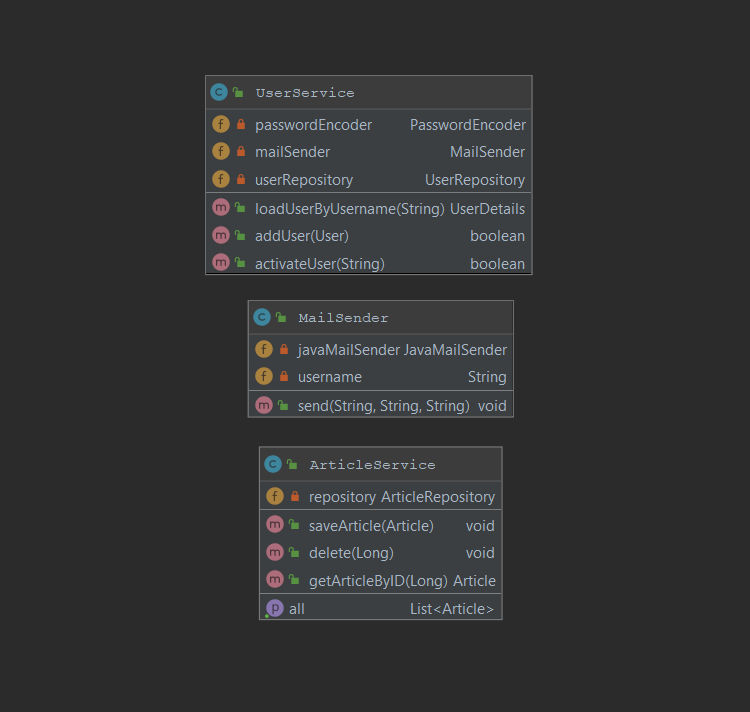 C UserService
f passwordEncoder PasswordEncoder
f mailSender MailSender
f userRepository UserRepository
m loadUserByUsername(String) UserDetails
m addUser(User) boolean
m activateUser(String) boolean
C MailSender
f javaMailSender JavaMailSender
f username String
m send(String, String, String) void
C ArticleService
f repository ArticleRepository
m saveArticle(Article) void
m delete(Long) void
m getArticleByID(Long) Article
p all List<Article>